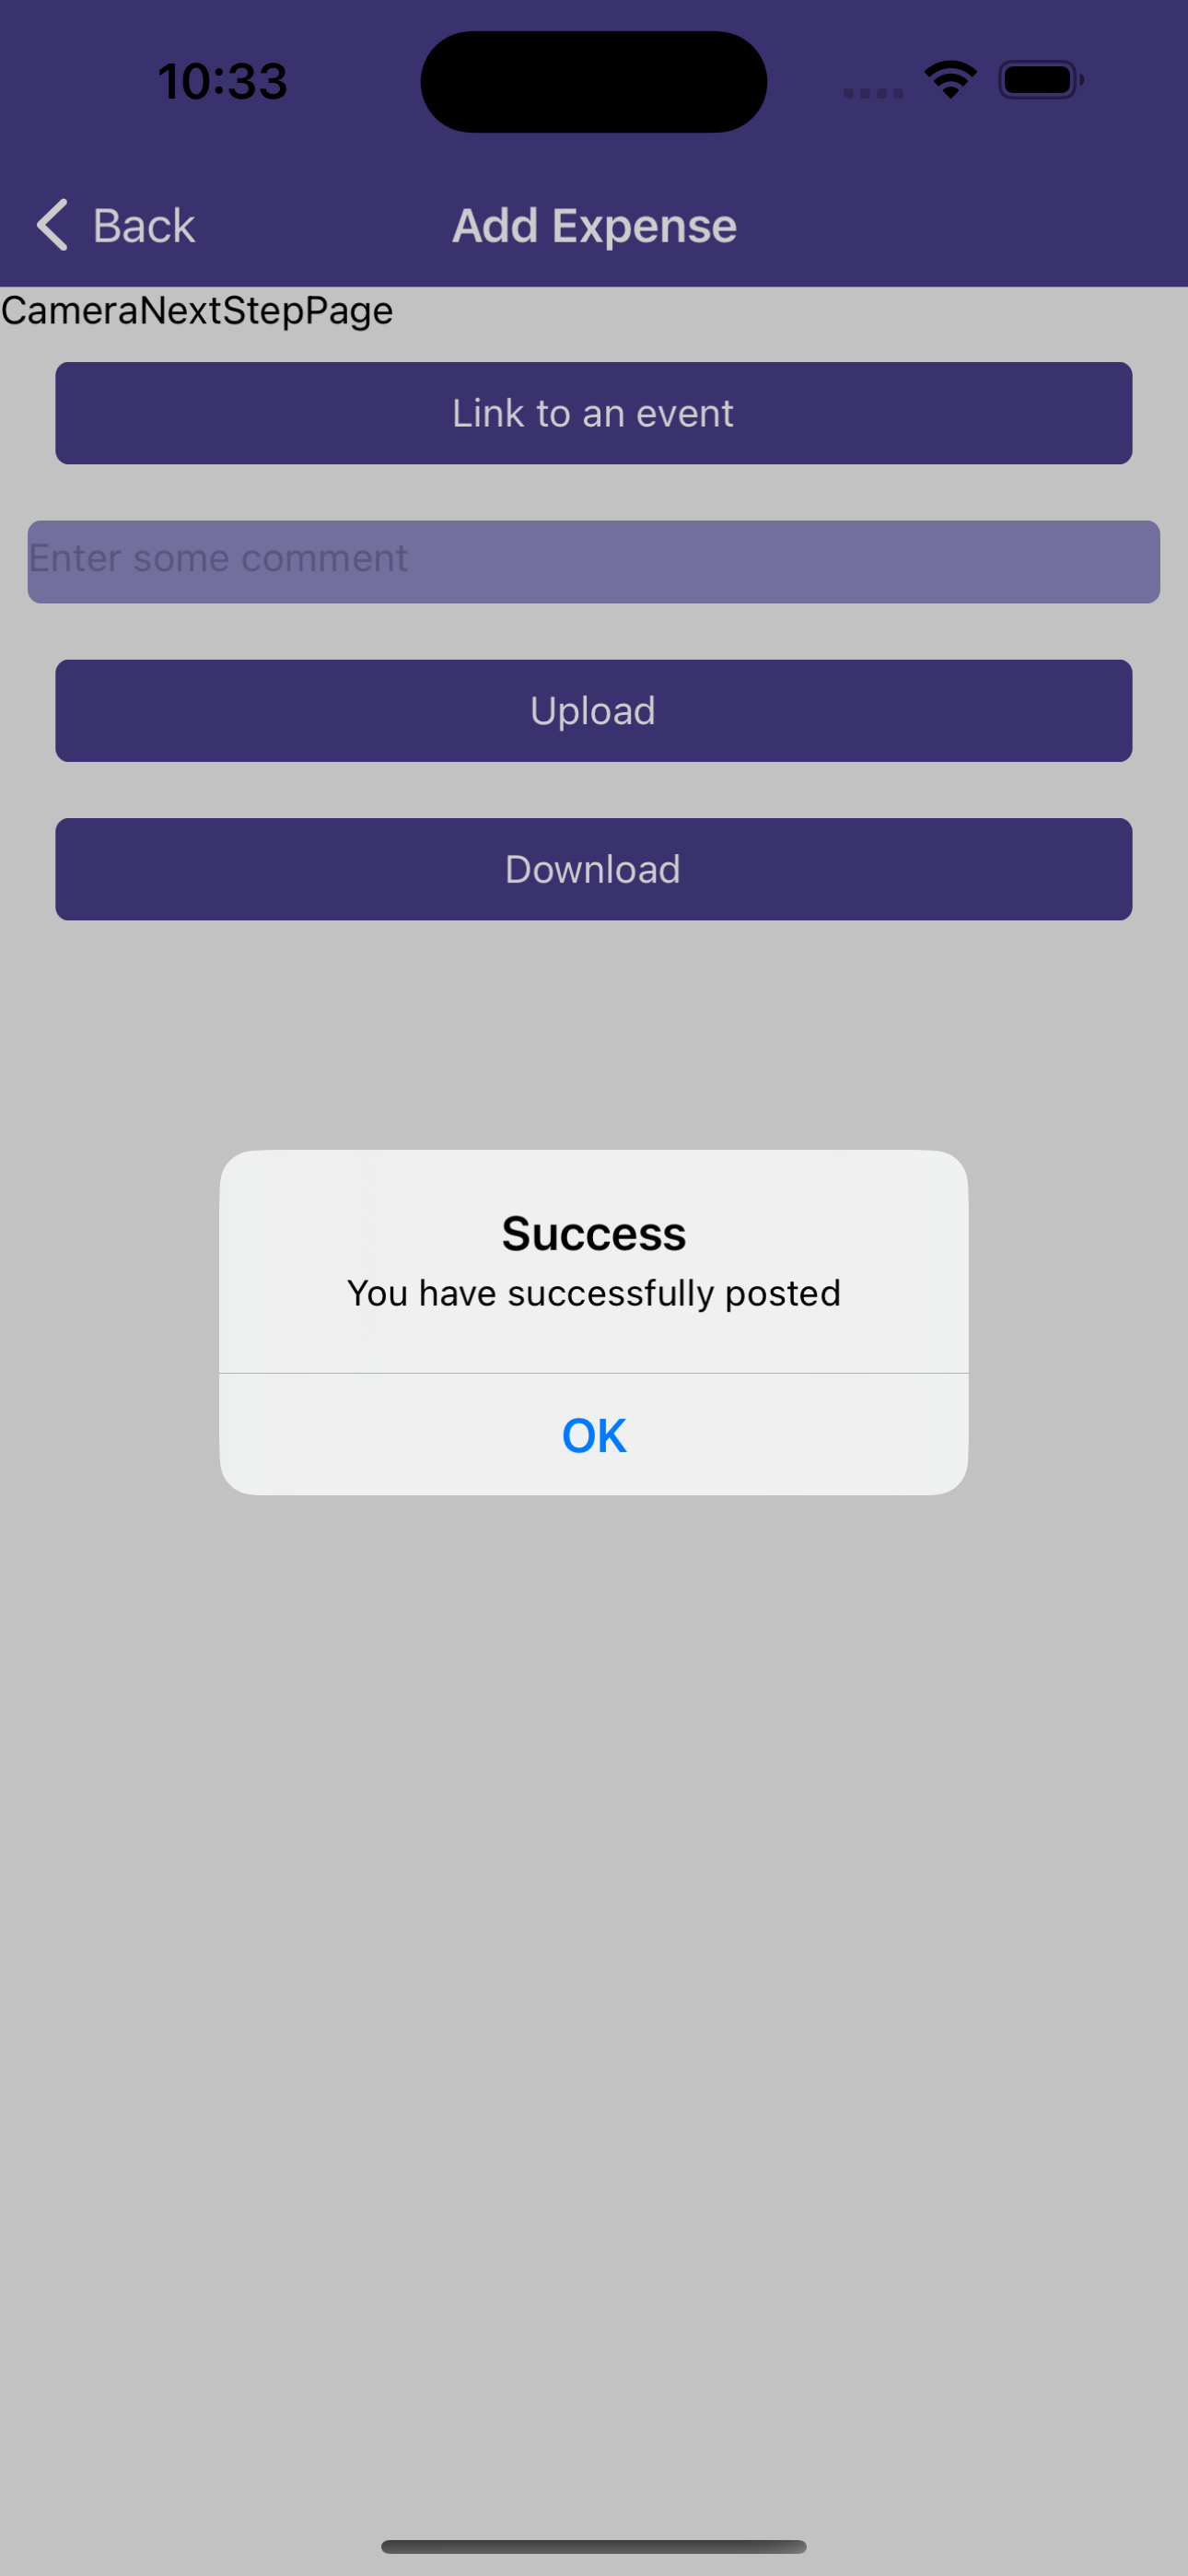 10:33
Back
Add Expense
CameraNextStepPage
Link to an event
Enter some comment
Upload
Download
Success
You have successfully posted
OK